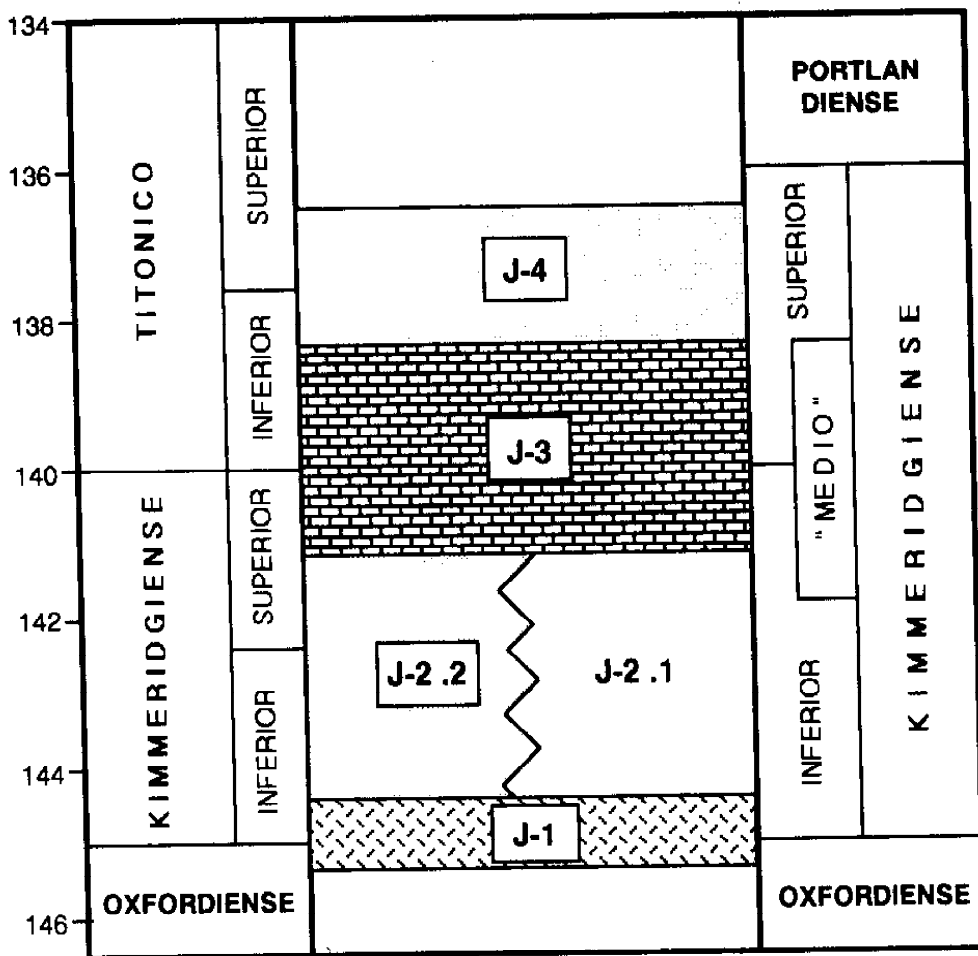 134
136
138
140
142
144
146
TITONICO
KIMMERIDGIENSE
OXFORDIENSE
SUPERIOR
INFERIOR
SUPERIOR
INFERIOR
J-4
J-3
J-2 .2
J-2 .1
J-1
PORTLAN
DIENSE
SUPERIOR
"MEDIO"
INFERIOR
KIMMERIDGIENSE
OXFORDIENSE